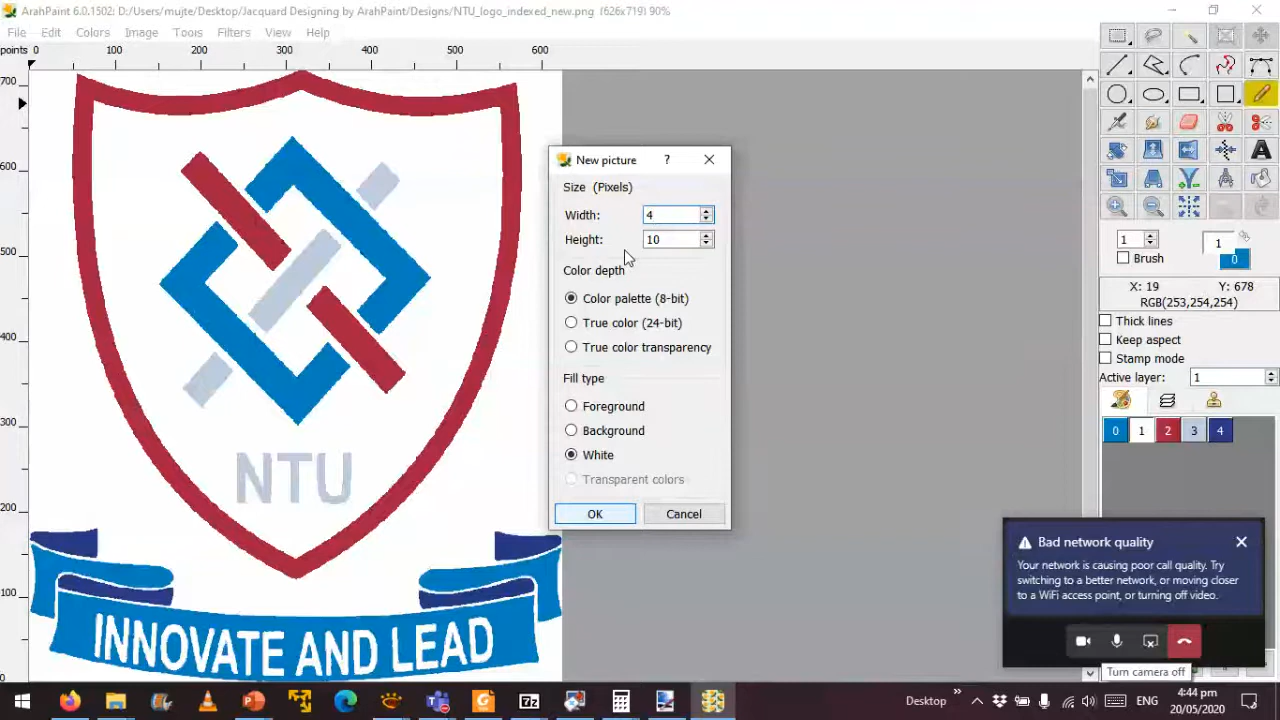 ArahPaint 6.0.1502: D:/Users/mujte/Desktop/Jacquard Designing by ArahPaint/Designs/NTU_logo_indexed_new.png (626x719) 90%
File Edit Colors Image Tools Filters View Help
points 0 100 200 300 400 500 600
700
600
500
400
300
200
100
0
NTU
INNOVATE AND LEAD
New picture ?
Size (Pixels)
Width: 4
Height: 10
Color depth
Color palette (8-bit)
True color (24-bit)
True color transparency
Fill type
Foreground
Background
White
Transparent colors
OK Cancel
A
1 1
Brush 0
X: 19 Y: 678
RGB(253,254,254)
Thick lines
Keep aspect
Stamp mode
Active layer: 1
0 1 2 3 4
Bad network quality
Your network is causing poor call quality. Try
switching to a better network, or moving closer
to a WiFi access point, or turning off video.
Turn camera off
7z
Desktop ENG
4:44 pm
20/05/2020